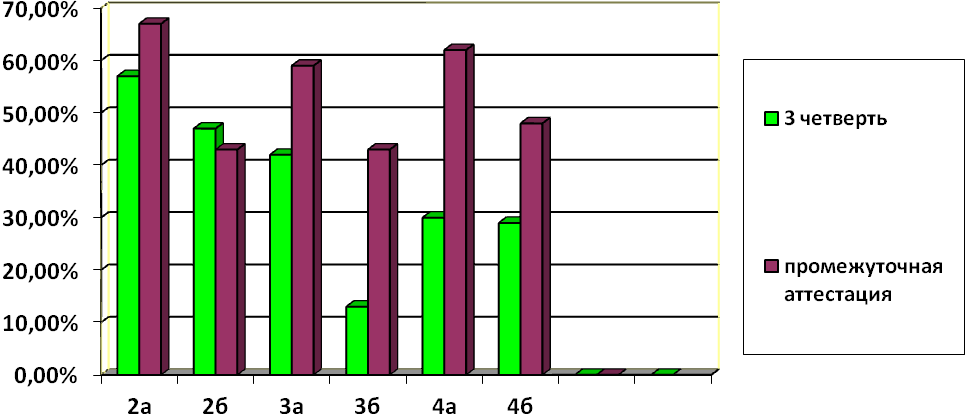 70,00%
60,00%
50,00%
40,00%
30,00%
20,00%
10,00%
0,00%
2а 2б 3а 3б 4а 4б
3 четверть
промежуточная
аттестация